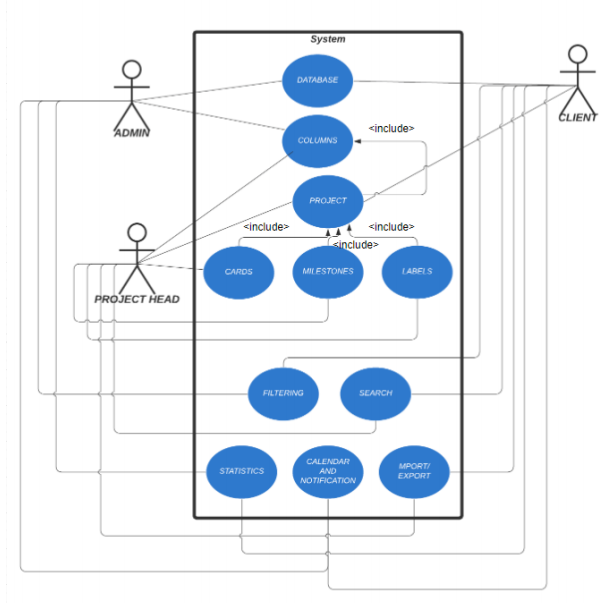 System
DATABASE
ADMIN
CLIENT
<include>
COLUMNS
PROJECT
<include>
<include>
<include>
CARDS
MILESTONES
LABELS
PROJECT HEAD
FILTERING
SEARCH
STATISTICS
CALENDAR
AND
NOTIFICATION
MPORT/
EXPORT